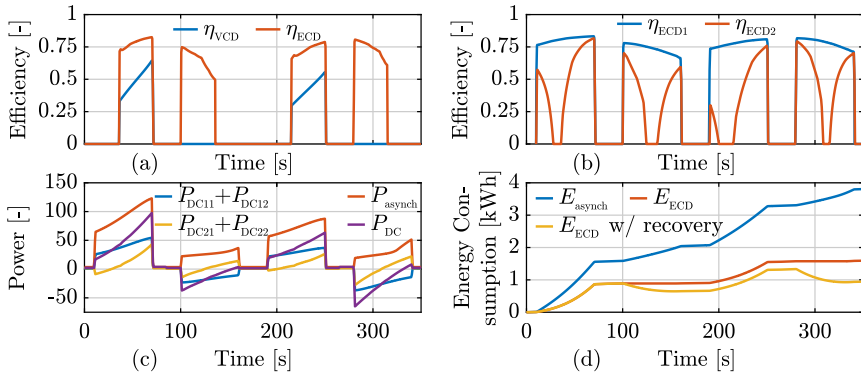 η_VCD η_ECD
Efficiency [-]
1
0.75
0.5
0.25
0
(a) Time [s]
η_ECD1 η_ECD2
Efficiency [-]
1
0.75
0.5
0.25
0
(b) Time [s]
P_DC11+P_DC12 P_asynch
P_DC21+P_DC22 P_DC
Power [-]
150
100
50
0
-50
0 100 200 300
(c) Time [s]
E_asynch E_ECD
E_ECD w/ recovery
Energy Con-
sumption [kWh]
4
3
2
1
0
0 100 200 300
(d) Time [s]